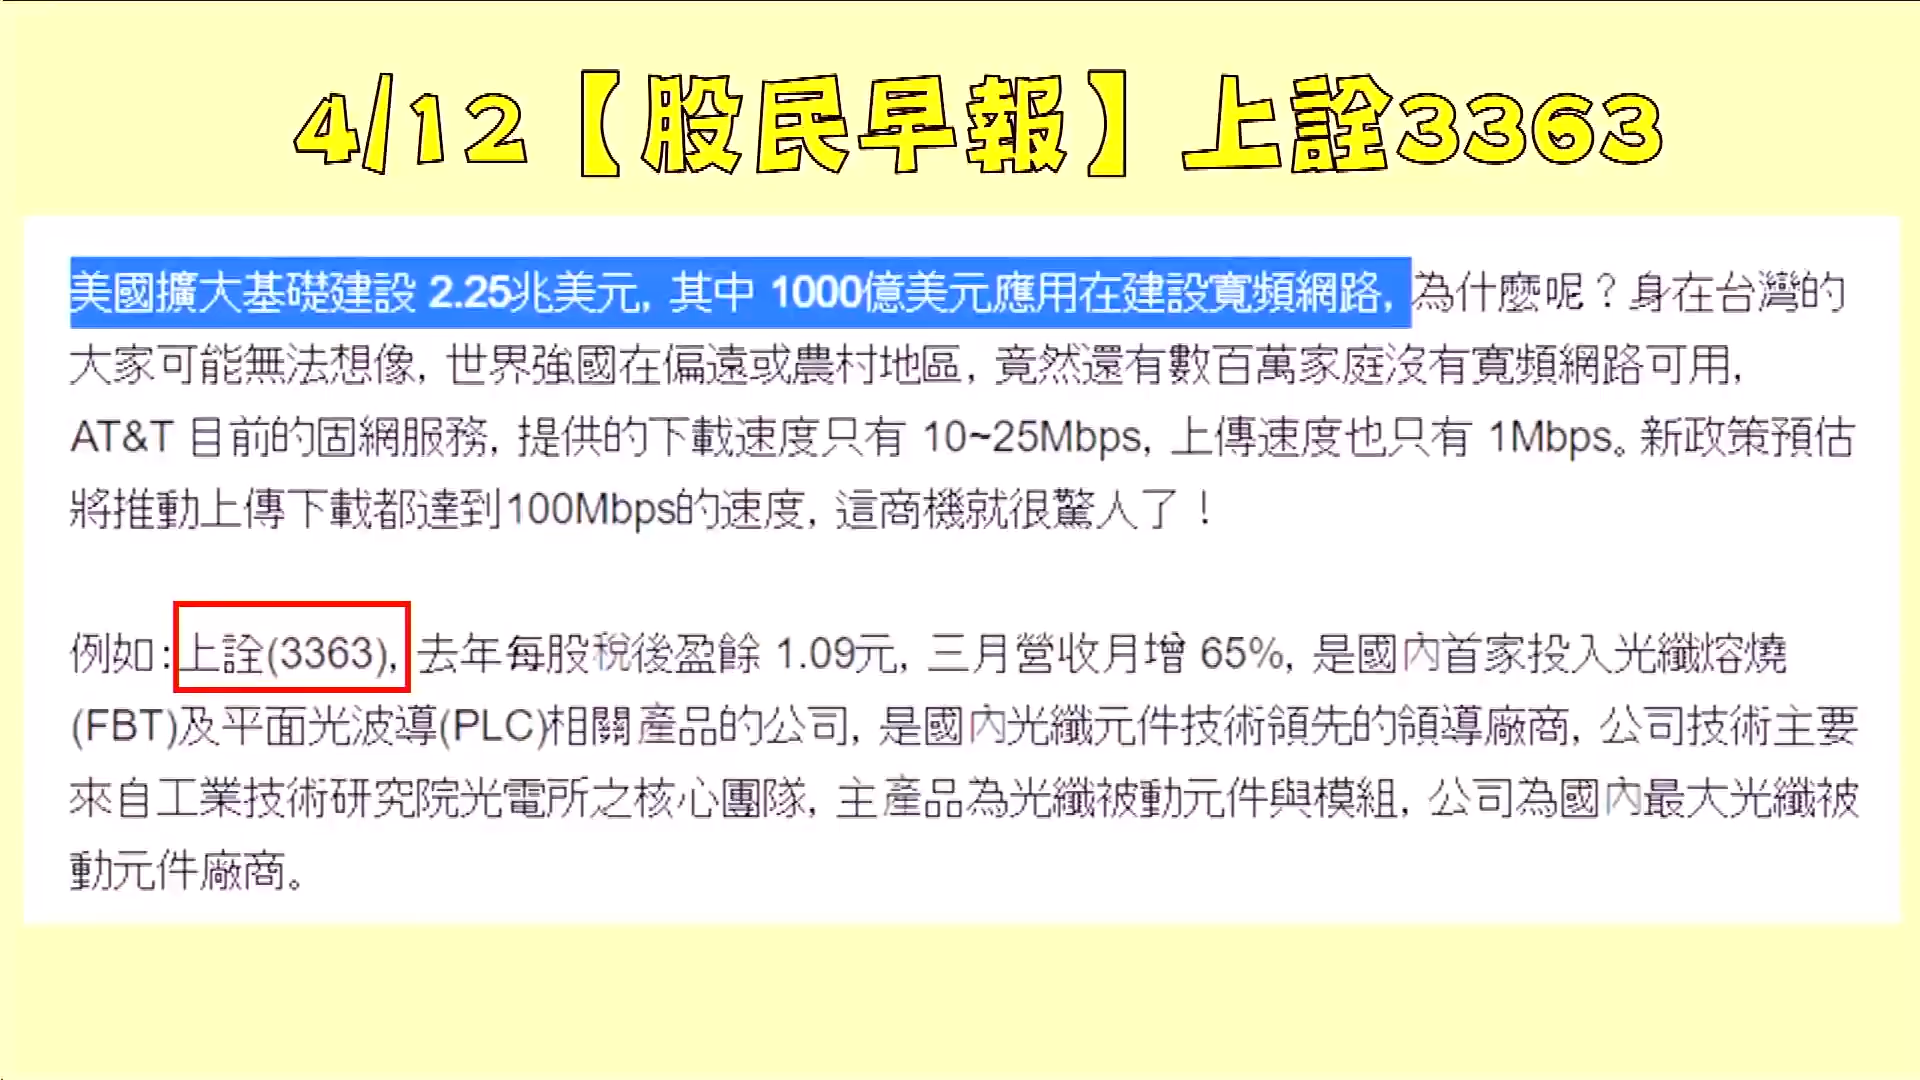 4/12【股民早報】上詮3363
美國擴大基礎建設 2.25兆美元, 其中 1000億美元應用在建設寬頻網路, 為什麼呢？身在台灣的
大家可能無法想像, 世界強國在偏遠或農村地區, 竟然還有數百萬家庭沒有寬頻網路可用,
AT&T 目前的固網服務, 提供的下載速度只有 10~25Mbps, 上傳速度也只有 1Mbps。新政策預估
將推動上傳下載都達到100Mbps的速度, 這商機就很驚人了！
例如: 上詮(3363), 去年每股稅後盈餘 1.09元, 三月營收月增 65%, 是國內首家投入光纖熔燒
(FBT)及平面光波導(PLC)相關產品的公司, 是國內光纖元件技術領先的領導廠商, 公司技術主要
來自工業技術研究院光電所之核心團隊, 主產品為光纖被動元件與模組, 公司為國內最大光纖被
動元件廠商。